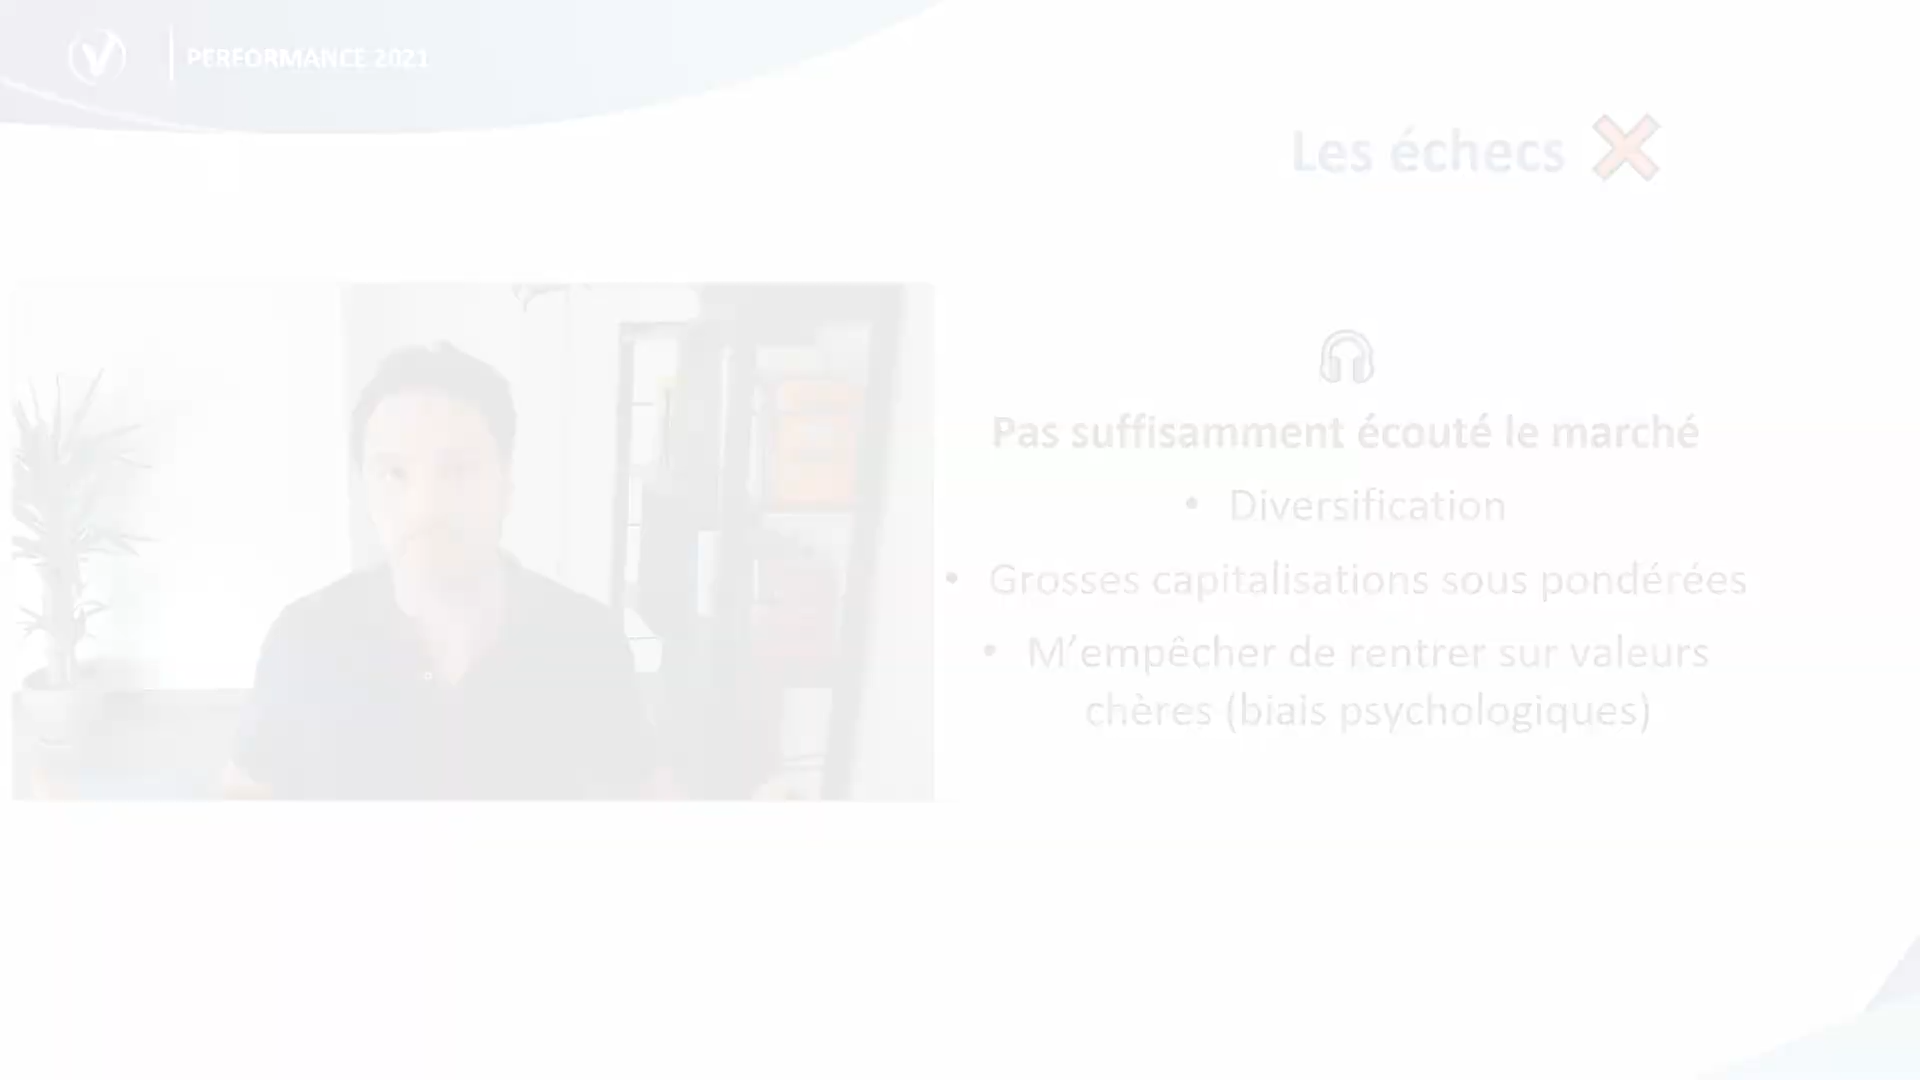 PERFORMANCE 2021
Les échecs
Pas suffisamment écouté le marché
• Diversification
• Grosses capitalisations sous pondérées
• M'empêcher de rentrer sur valeurs
chères (biais psychologiques)